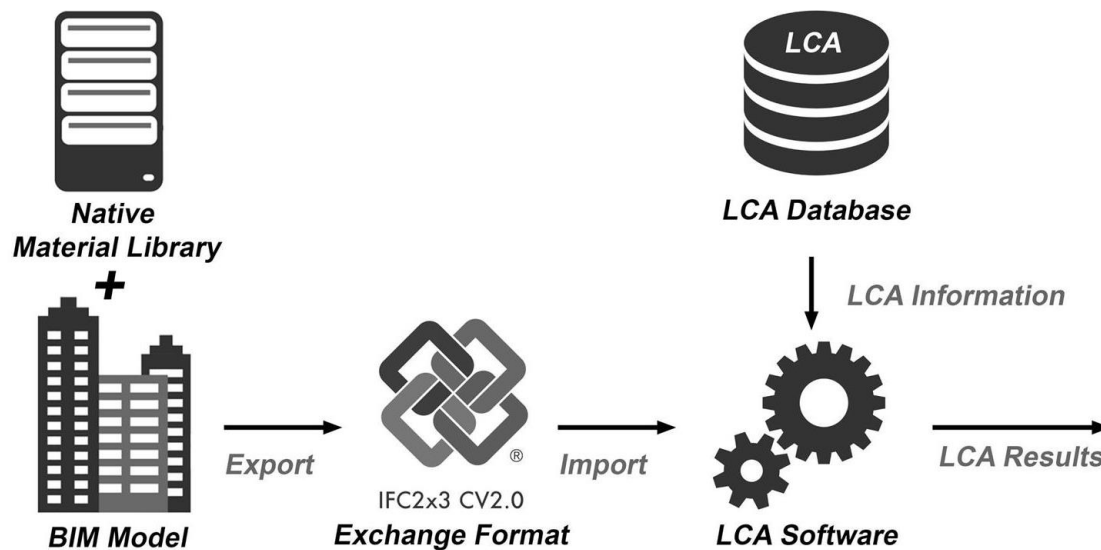 LCA
Native
Material Library
LCA Database
+
LCA Information
®
Export
Import
LCA Results
IFC2x3 CV2.0
BIM Model
Exchange Format
LCA Software